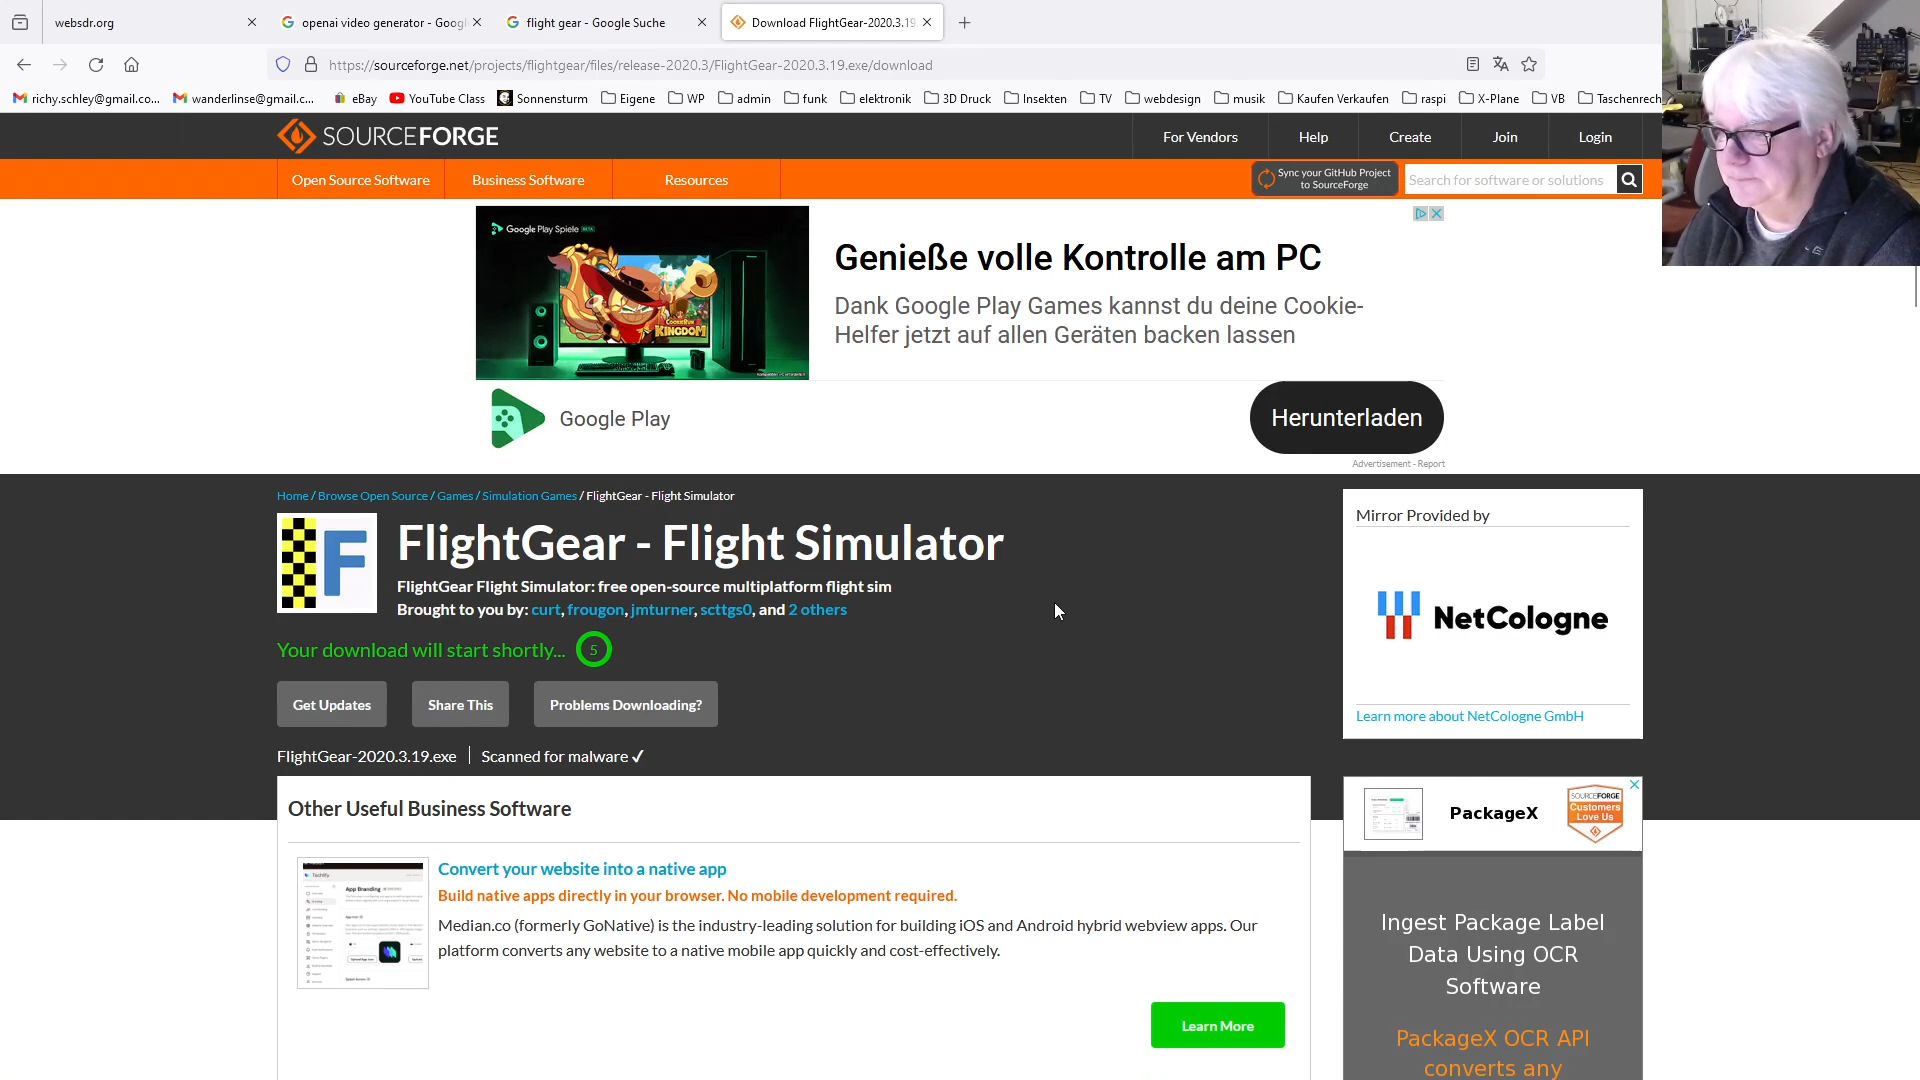 websdr.org
openai video generator - Goog
flight gear - Google Suche
Download FlightGear-2020.3.19.
https://sourceforge.net/projects/flightgear/files/release-2020.3/FlightGear-2020.3.19.exe/download
richy.schley@gmail.co...
wanderlinse@gmail.c...
eBay
YouTube Class
Sonnensturm
Eigene
WP
admin
funk
elektronik
3D Druck
Insekten
TV
webdesign
musik
Kaufen Verkaufen
raspi
X-Plane
VB
Taschenrech
SOURCEFORGE
For Vendors
Help
Create
Join
Login
Open Source Software
Business Software
Resources
Sync your GitHub Project
to SourceForge
Search for software or solutions
Google Play Spiele BETA
COOKIERUN
KINGDOM
Genieße volle Kontrolle am PC
Dank Google Play Games kannst du deine Cookie-
Helfer jetzt auf allen Geräten backen lassen
Google Play
Herunterladen
Advertisement - Report
Home / Browse Open Source / Games / Simulation Games / FlightGear - Flight Simulator
F
FlightGear - Flight Simulator
FlightGear Flight Simulator: free open-source multiplatform flight sim
Brought to you by: curt, frougon, jmturner, scttgs0, and 2 others
Your download will start shortly... 5
Get Updates
Share This
Problems Downloading?
FlightGear-2020.3.19.exe
Scanned for malware ✓
Mirror Provided by
NetCologne
Learn more about NetCologne GmbH
Other Useful Business Software
App Branding
Convert your website into a native app
Build native apps directly in your browser. No mobile development required.
Median.co (formerly GoNative) is the industry-leading solution for building iOS and Android hybrid webview apps. Our
platform converts any website to a native mobile app quickly and cost-effectively.
Learn More
PackageX
SOURCEFORGE
Customers
Love Us
Ingest Package Label
Data Using OCR
Software
PackageX OCR API
converts any